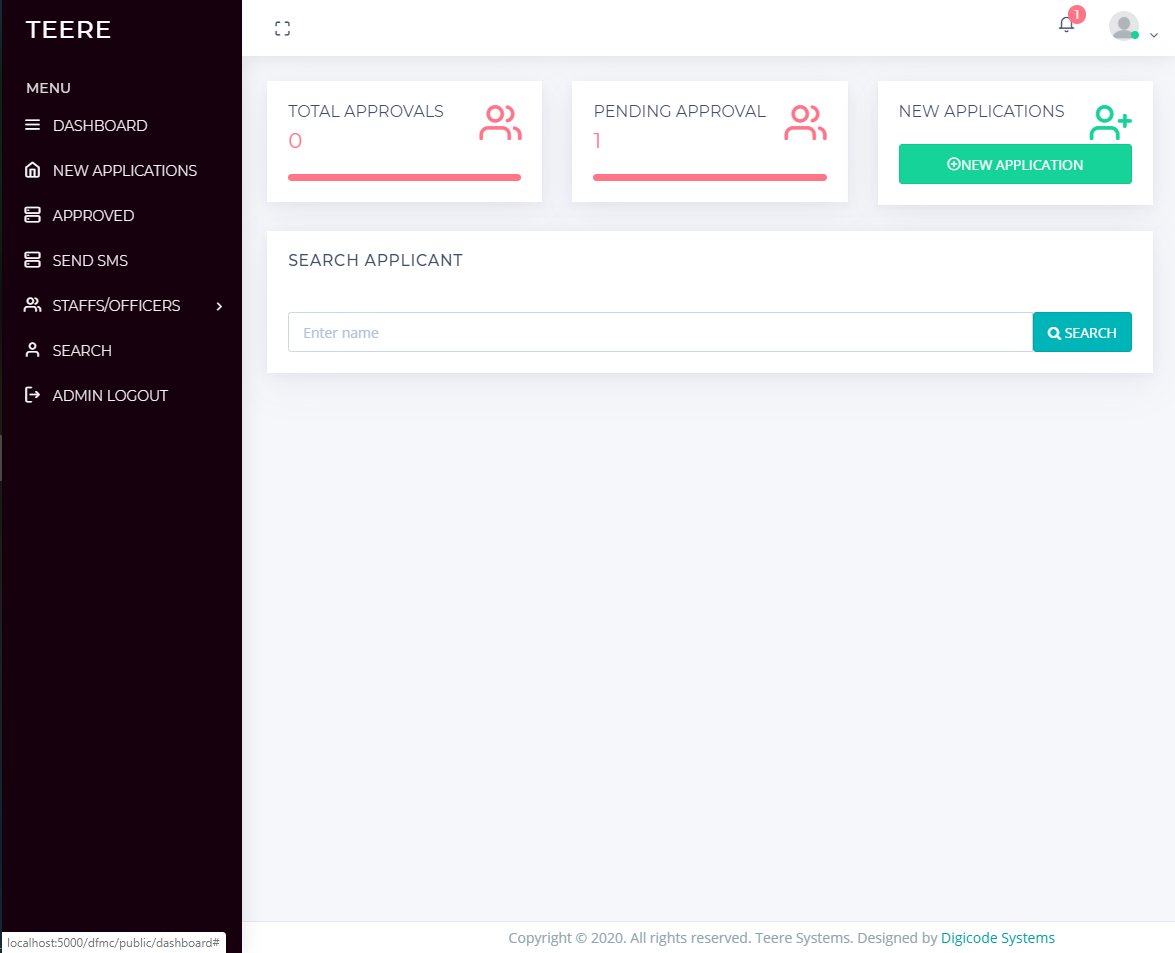 TEERE
1
MENU
DASHBOARD
NEW APPLICATIONS
APPROVED
SEND SMS
STAFFS/OFFICERS
SEARCH
ADMIN LOGOUT
TOTAL APPROVALS
0
PENDING APPROVAL
1
NEW APPLICATIONS
NEW APPLICATION
SEARCH APPLICANT
Enter name
SEARCH
Copyright © 2020. All rights reserved. Teere Systems. Designed by Digicode Systems
localhost:5000/dfmc/public/dashboard#